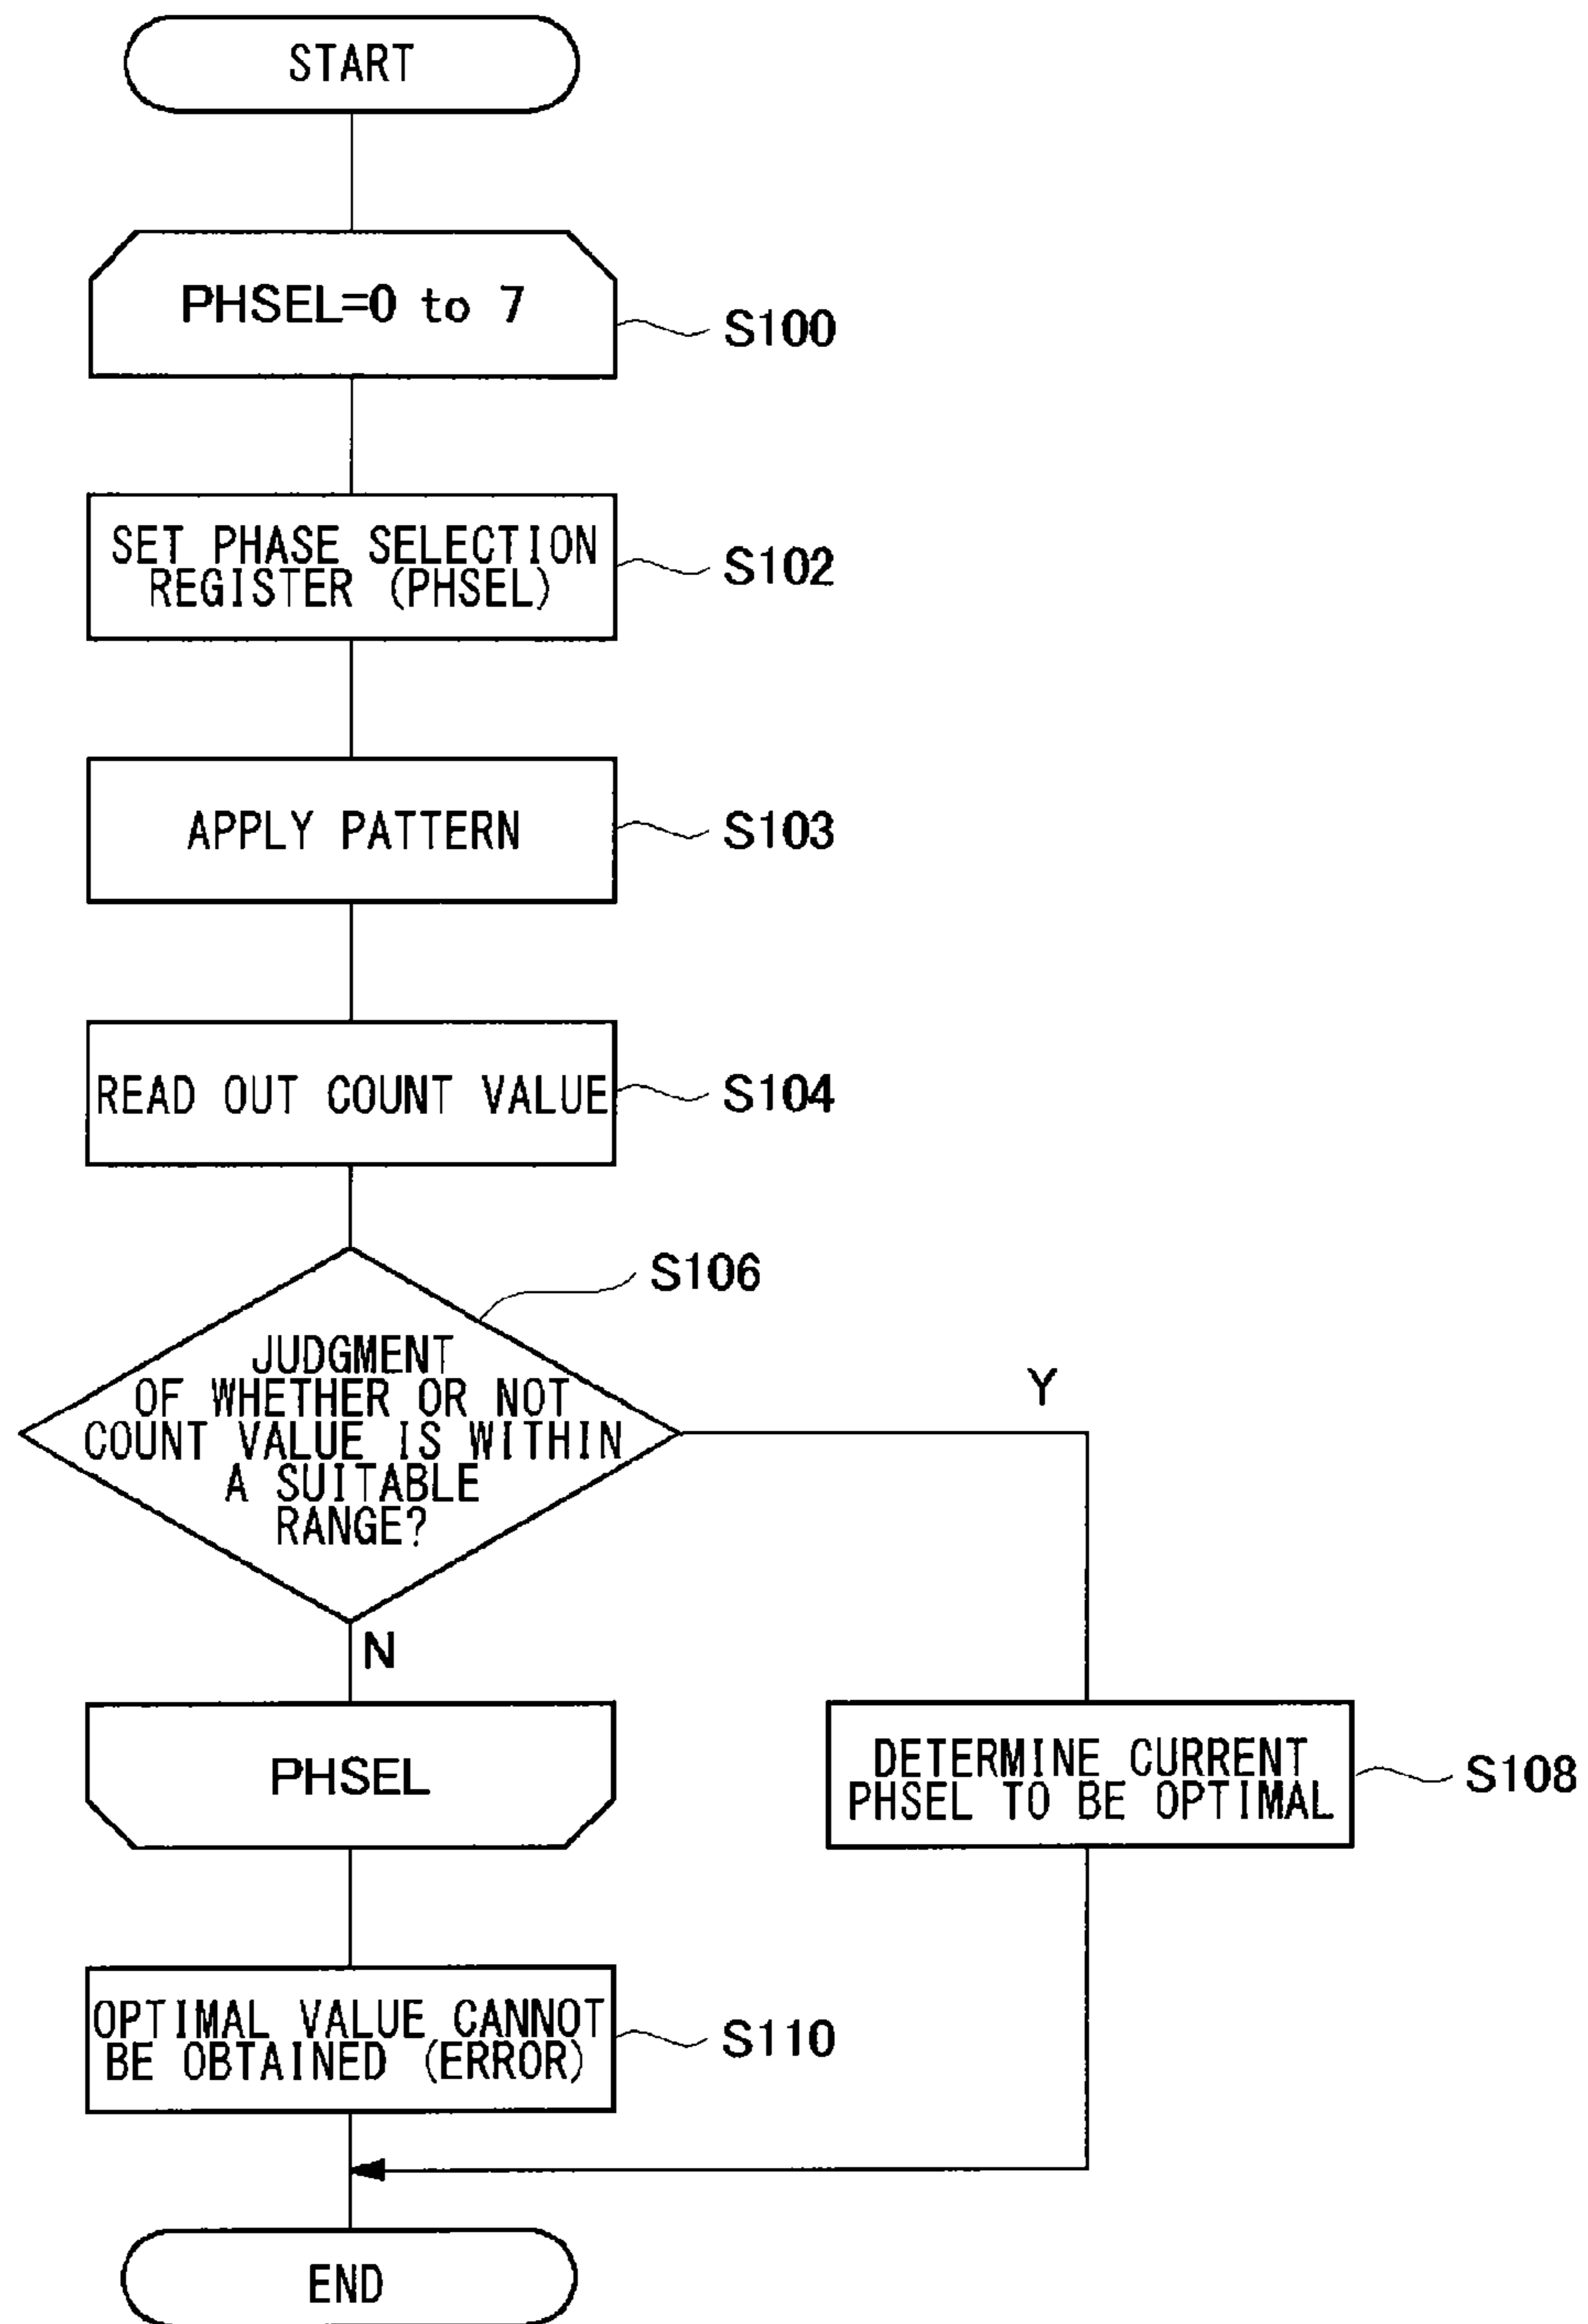 START
PHSEL=0 to 7
S100
SET PHASE SELECTION
REGISTER (PHSEL)
S102
APPLY PATTERN
S103
READ OUT COUNT VALUE
S104
S106
JUDGMENT
OF WHETHER OR NOT
COUNT VALUE IS WITHIN
A SUITABLE
RANGE?
Y
N
PHSEL
DETERMINE CURRENT
PHSEL TO BE OPTIMAL
S108
OPTIMAL VALUE CANNOT
BE OBTAINED (ERROR)
S110
END